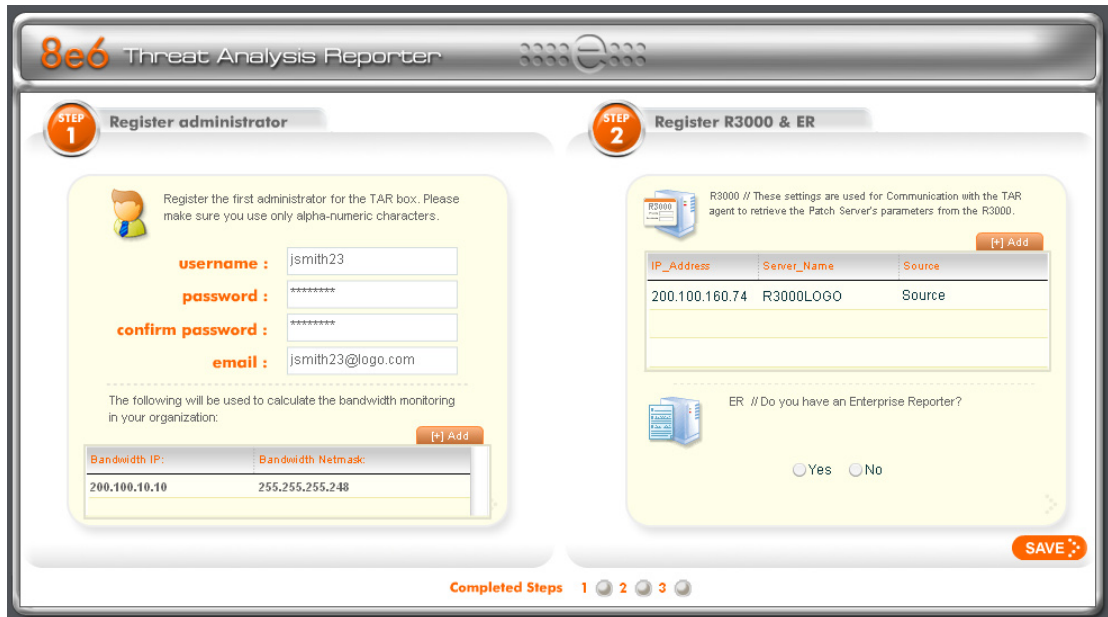 8e6 Threat Analysis Reporter
STEP 1
Register administrator
Register the first administrator for the TAR box. Please
make sure you use only alpha-numeric characters.
username : jsmith23
password : ********
confirm password : ********
email : jsmith23@logo.com
The following will be used to calculate the bandwidth monitoring
in your organization:
[+] Add
Bandwidth IP: Bandwidth Netmask:
200.100.10.10 255.255.255.248
STEP 2
Register R3000 & ER
R3000
R3000 // These settings are used for Communication with the TAR
agent to retrieve the Patch Server's parameters from the R3000.
[+] Add
IP_Address Server_Name Source
200.100.160.74 R3000LOGO Source
ER // Do you have an Enterprise Reporter?
Yes No
SAVE
Completed Steps 1 2 3